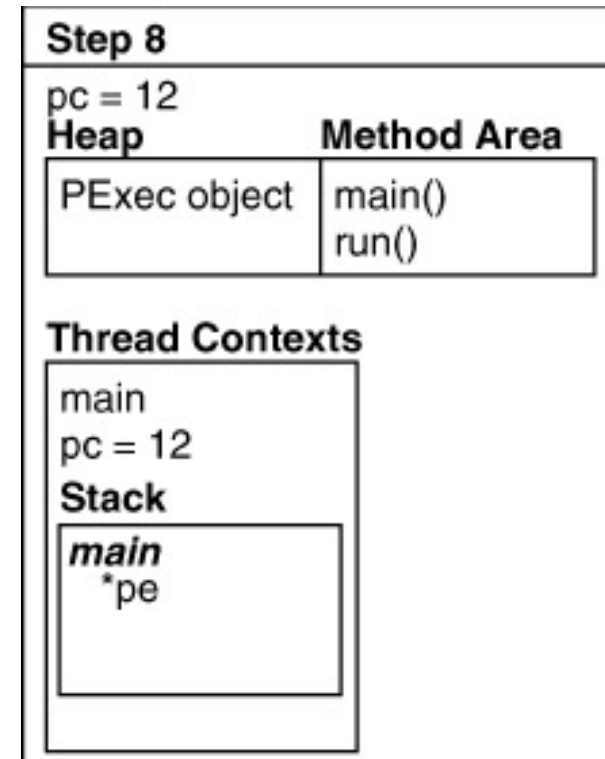 Step 8
pc = 12
Heap Method Area
PExec object main()
run()
Thread Contexts
main
pc = 12
Stack
main
*pe